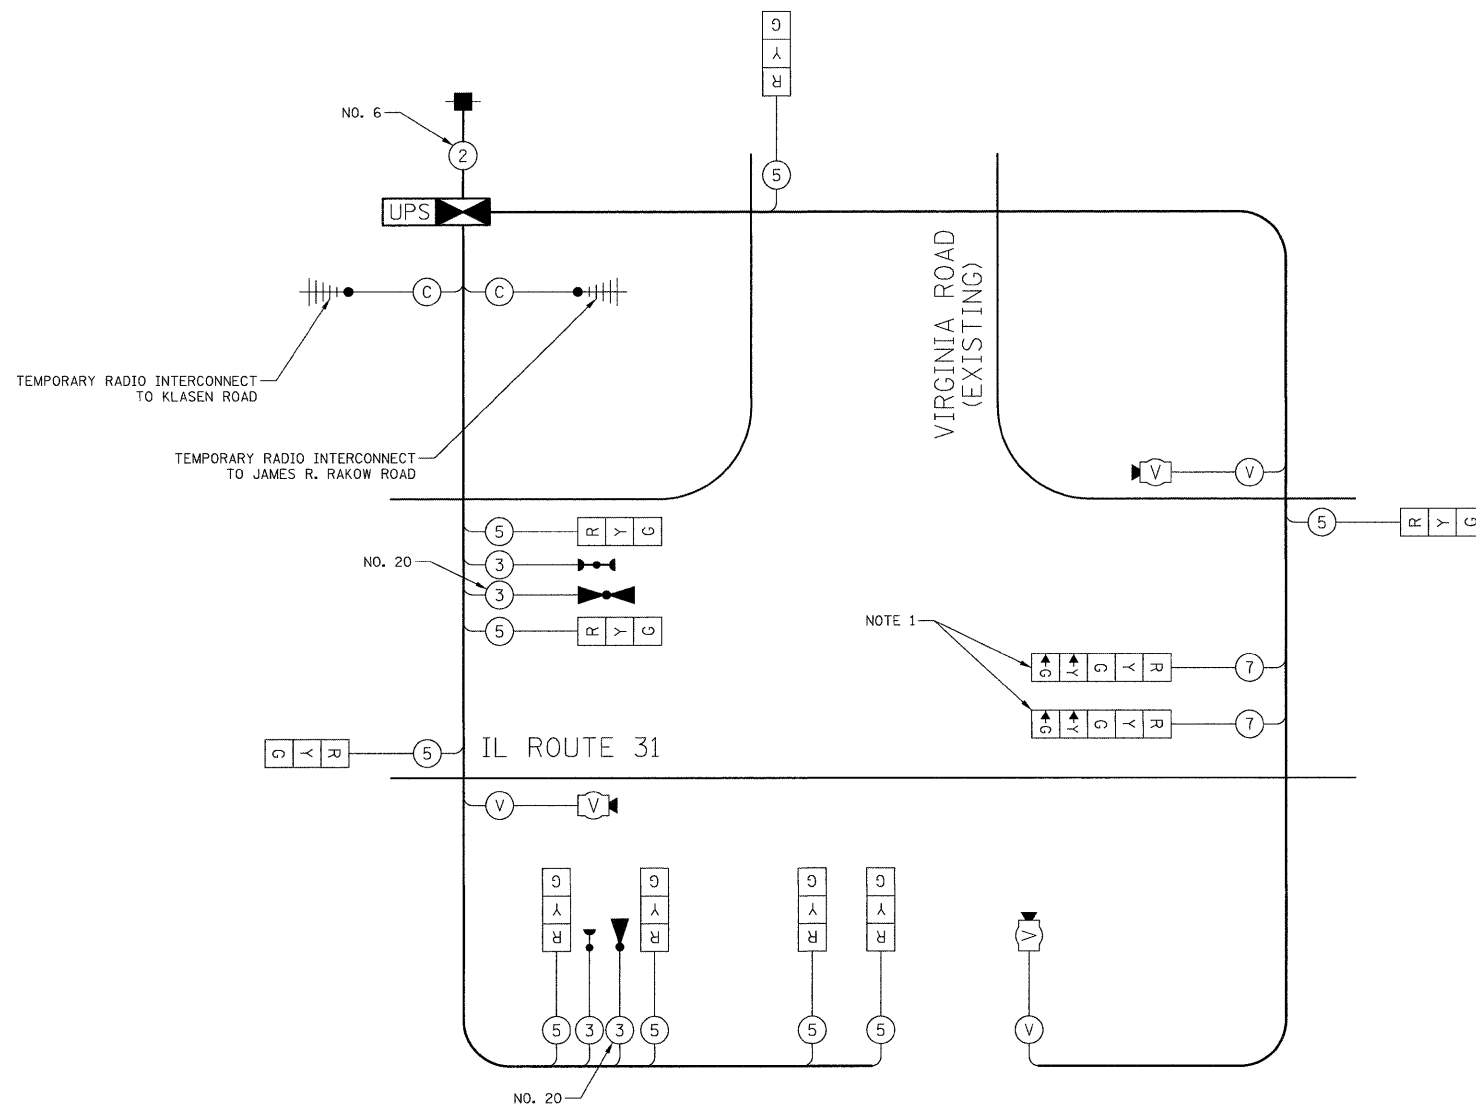 G
Y
R
NO. 6
2
5
UPS
C C
VIRGINIA ROAD
(EXISTING)
TEMPORARY RADIO INTERCONNECT
TO KLASEN ROAD
TEMPORARY RADIO INTERCONNECT
TO JAMES R. RAKOW ROAD
V V
5 R Y G
5 R Y G
NO. 20
3
3
5 R Y G
NOTE 1
G Y G Y R 7
G Y G Y R 7
G Y R 5
IL ROUTE 31
V V
G G G G
Y Y Y Y
R R R R
V
5 3 3 5 5 5 V
NO. 20